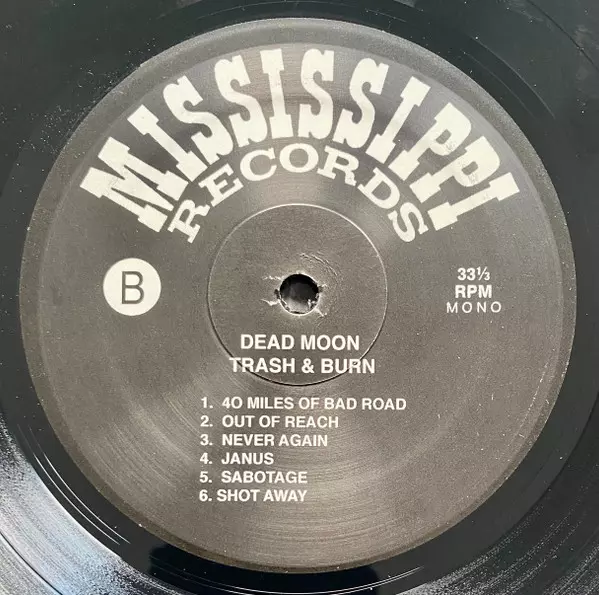 MISSISSIPPI
RECORDS
B
33⅓
RPM
MONO
DEAD MOON
TRASH & BURN
1. 40 MILES OF BAD ROAD
2. OUT OF REACH
3. NEVER AGAIN
4. JANUS
5. SABOTAGE
6. SHOT AWAY